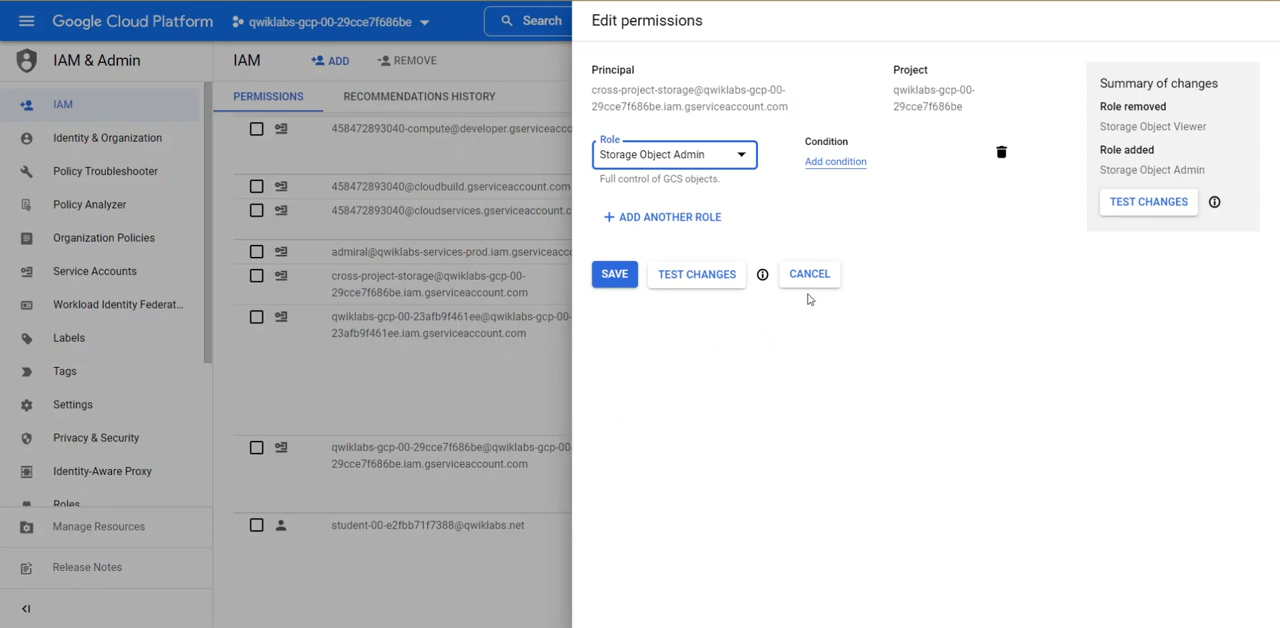 Google Cloud Platform
qwiklabs-gcp-00-29cce7f686be
Search
IAM & Admin
IAM
Identity & Organization
Policy Troubleshooter
Policy Analyzer
Organization Policies
Service Accounts
Workload Identity Federat...
Labels
Tags
Settings
Privacy & Security
Identity-Aware Proxy
Roles
Manage Resources
Release Notes
IAM
ADD
REMOVE
PERMISSIONS
RECOMMENDATIONS HISTORY
458472893040-compute@developer.gserviceacco
458472893040@cloudbuild.gserviceaccount.com
458472893040@cloudservices.gserviceaccount.c
admiral@qwiklabs-services-prod.iam.gserviceacco
cross-project-storage@qwiklabs-gcp-00-
29cce7f686be.iam.gserviceaccount.com
qwiklabs-gcp-00-23afb9f461ee@qwiklabs-gcp-00-
23afb9f461ee.iam.gserviceaccount.com
qwiklabs-gcp-00-29cce7f686be@qwiklabs-gcp-00-
29cce7f686be.iam.gserviceaccount.com
student-00-e2fbb71f7388@qwiklabs.net
Edit permissions
Principal
cross-project-storage@qwiklabs-gcp-00-
29cce7f686be.iam.gserviceaccount.com
Project
qwiklabs-gcp-00-
29cce7f686be
Role
Storage Object Admin
Full control of GCS objects.
Condition
Add condition
ADD ANOTHER ROLE
SAVE
TEST CHANGES
CANCEL
Summary of changes
Role removed
Storage Object Viewer
Role added
Storage Object Admin
TEST CHANGES